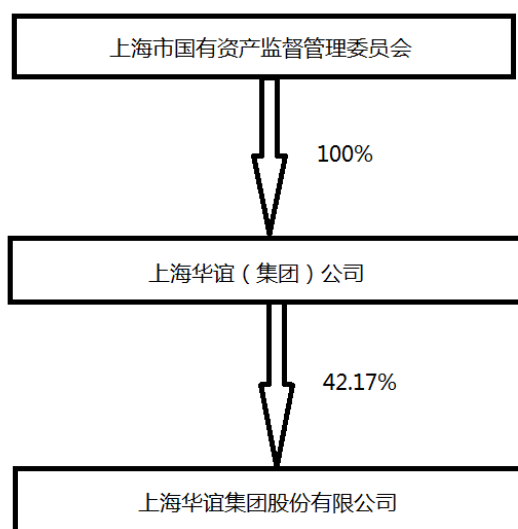 上海市国有资产监督管理委员会
100%
上海华谊（集团）公司
42.17%
上海华谊集团股份有限公司